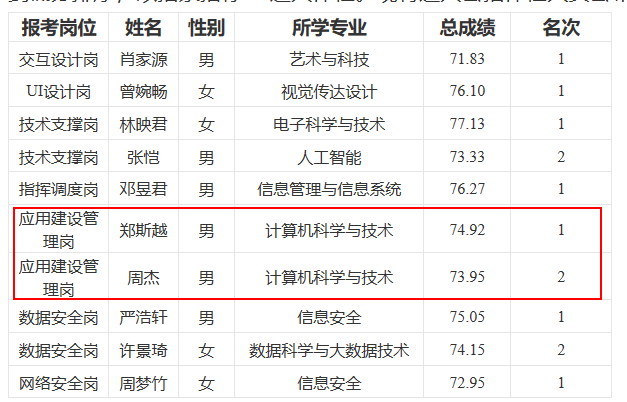 报考岗位 姓名 性别 所学专业 总成绩 名次
交互设计岗 肖家源 男 艺术与科技 71.83 1
UI设计岗 曾婉畅 女 视觉传达设计 76.10 1
技术支撑岗 林映君 女 电子科学与技术 77.13 1
技术支撑岗 张恺 男 人工智能 73.33 2
指挥调度岗 邓昱君 男 信息管理与信息系统 76.27 1
应用建设管
理岗 郑斯越 男 计算机科学与技术 74.92 1
应用建设管
理岗 周杰 男 计算机科学与技术 73.95 2
数据安全岗 严浩轩 男 信息安全 75.05 1
数据安全岗 许景琦 女 数据科学与大数据技术 74.15 2
网络安全岗 周梦竹 女 信息安全 72.95 1